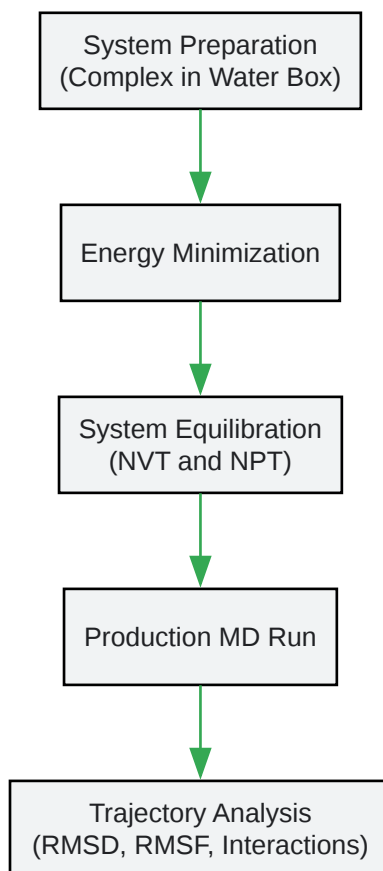 System Preparation
(Complex in Water Box)
Energy Minimization
System Equilibration
(NVT and NPT)
Production MD Run
Trajectory Analysis
(RMSD, RMSF, Interactions)